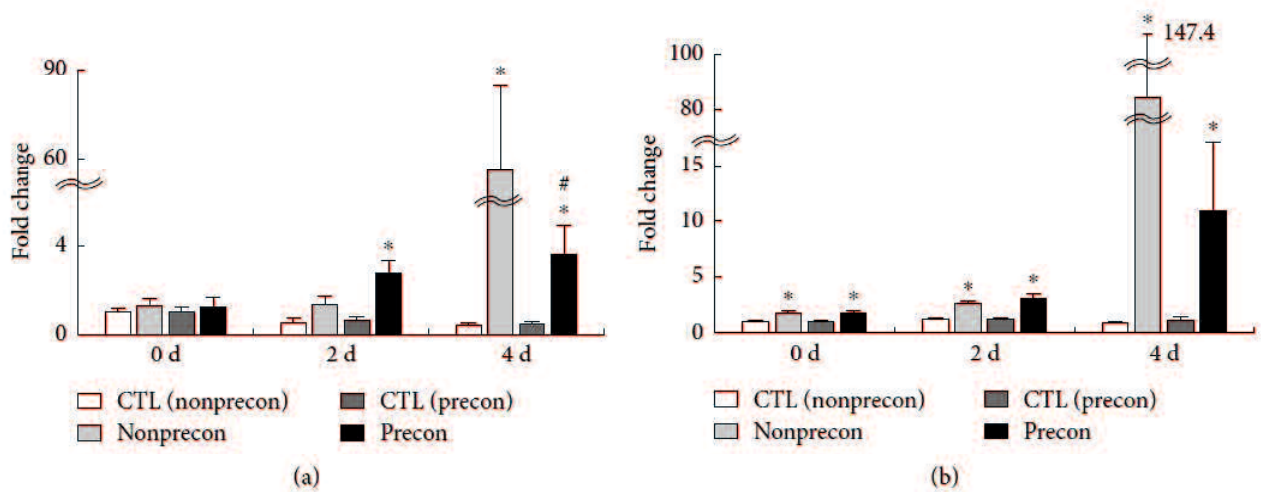 Fold change
90
60
4
0
*
*
#
*
0 d
2 d
4 d
CTL (nonprecon)
CTL (precon)
Nonprecon
Precon
(a)
Fold change
100
80
15
10
5
0
*
*
*
*
*
147.4
*
0 d
2 d
4 d
CTL (nonprecon)
CTL (precon)
Nonprecon
Precon
(b)